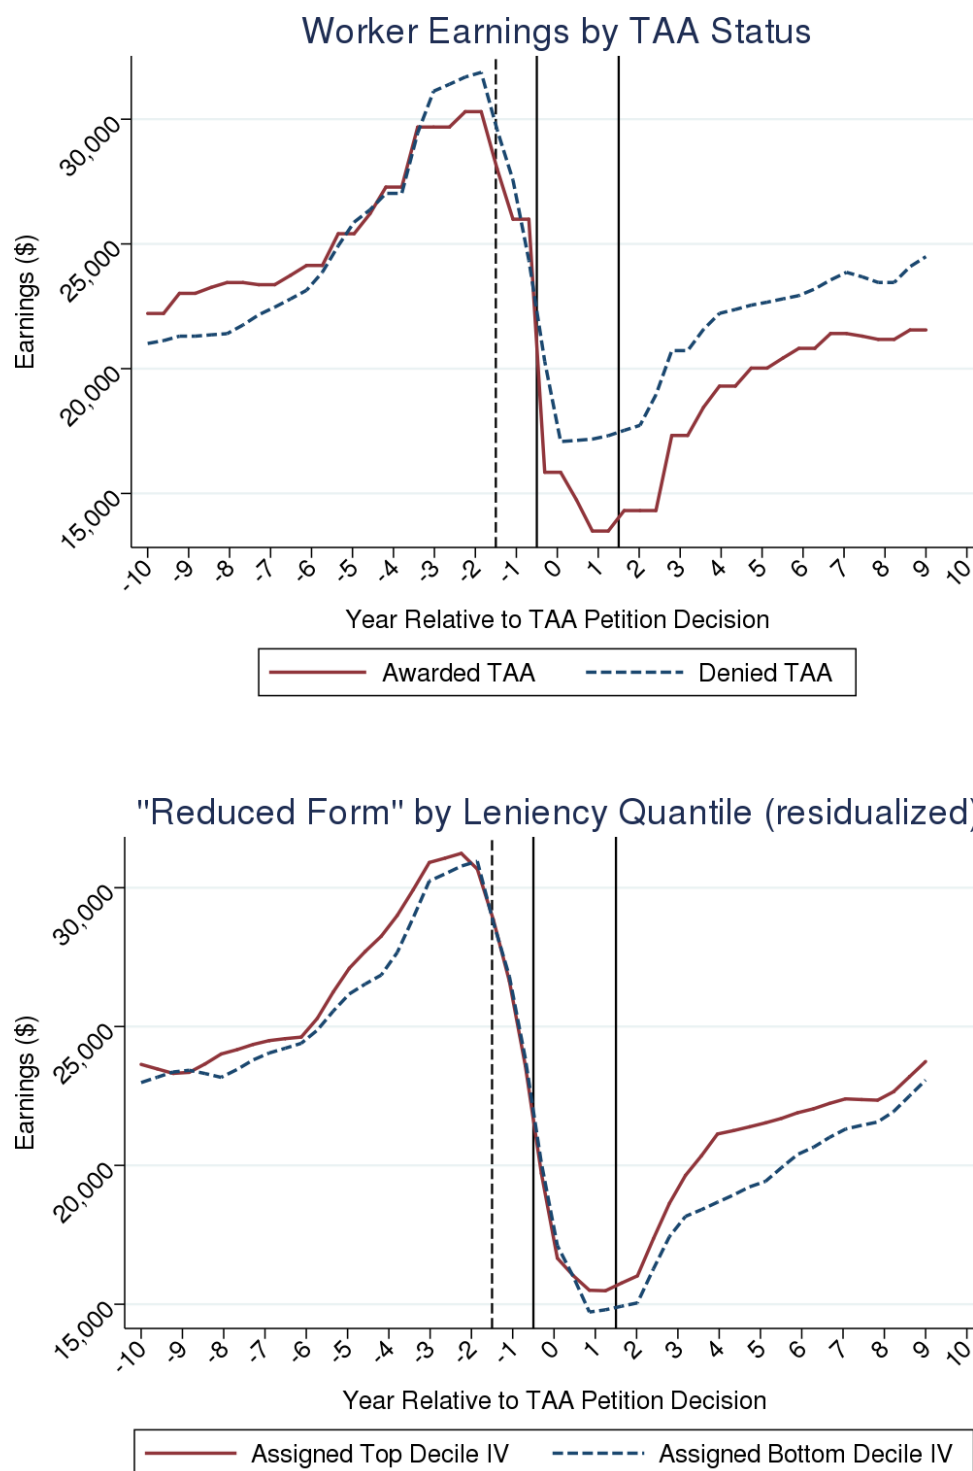 Worker Earnings by TAA Status
Earnings ($)
30,000
25,000
20,000
15,000
-10 -9 -8 -7 -6 -5 -4 -3 -2 -1 0 1 2 3 4 5 6 7 8 9 10
Year Relative to TAA Petition Decision
Awarded TAA Denied TAA
"Reduced Form" by Leniency Quantile (residualized)
Earnings ($)
30,000
25,000
20,000
15,000
-10 -9 -8 -7 -6 -5 -4 -3 -2 -1 0 1 2 3 4 5 6 7 8 9 10
Year Relative to TAA Petition Decision
Assigned Top Decile IV Assigned Bottom Decile IV